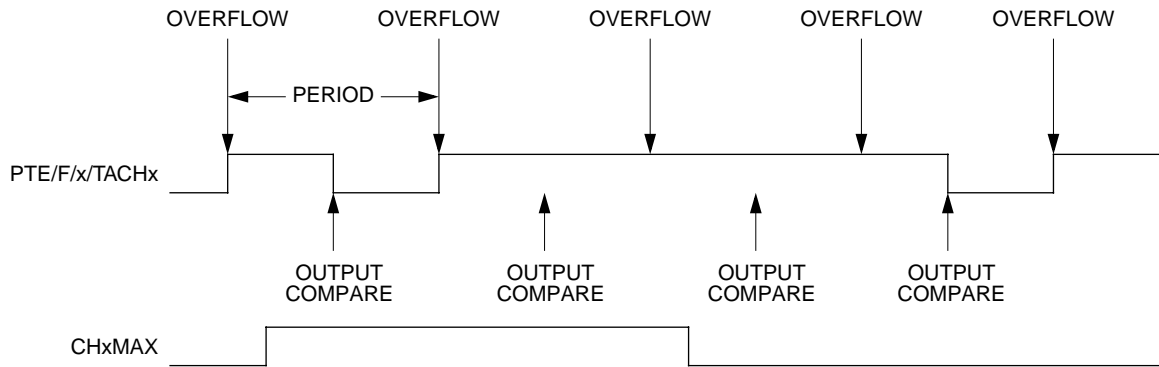 OVERFLOW OVERFLOW OVERFLOW OVERFLOW OVERFLOW
PERIOD
PTE/F/x/TACHx
OUTPUT COMPARE
OUTPUT COMPARE
OUTPUT COMPARE
OUTPUT COMPARE
CHxMAX